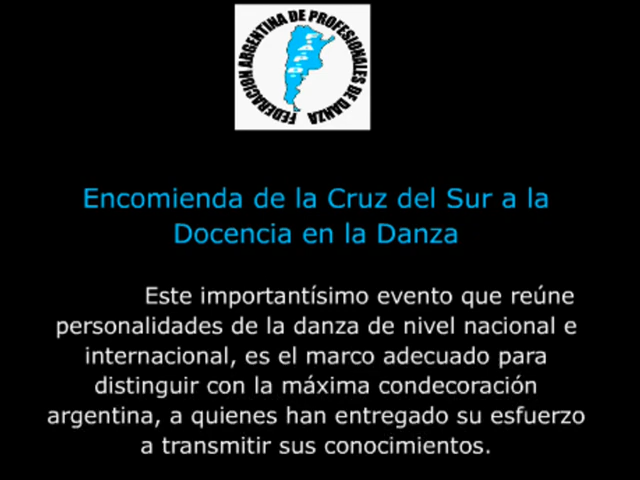 FEDERACION ARGENTINA DE PROFESIONALES DE DANZA
Encomienda de la Cruz del Sur a la
Docencia en la Danza
Este importantísimo evento que reúne
personalidades de la danza de nivel nacional e
internacional, es el marco adecuado para
distinguir con la máxima condecoración
argentina, a quienes han entregado su esfuerzo
a transmitir sus conocimientos.